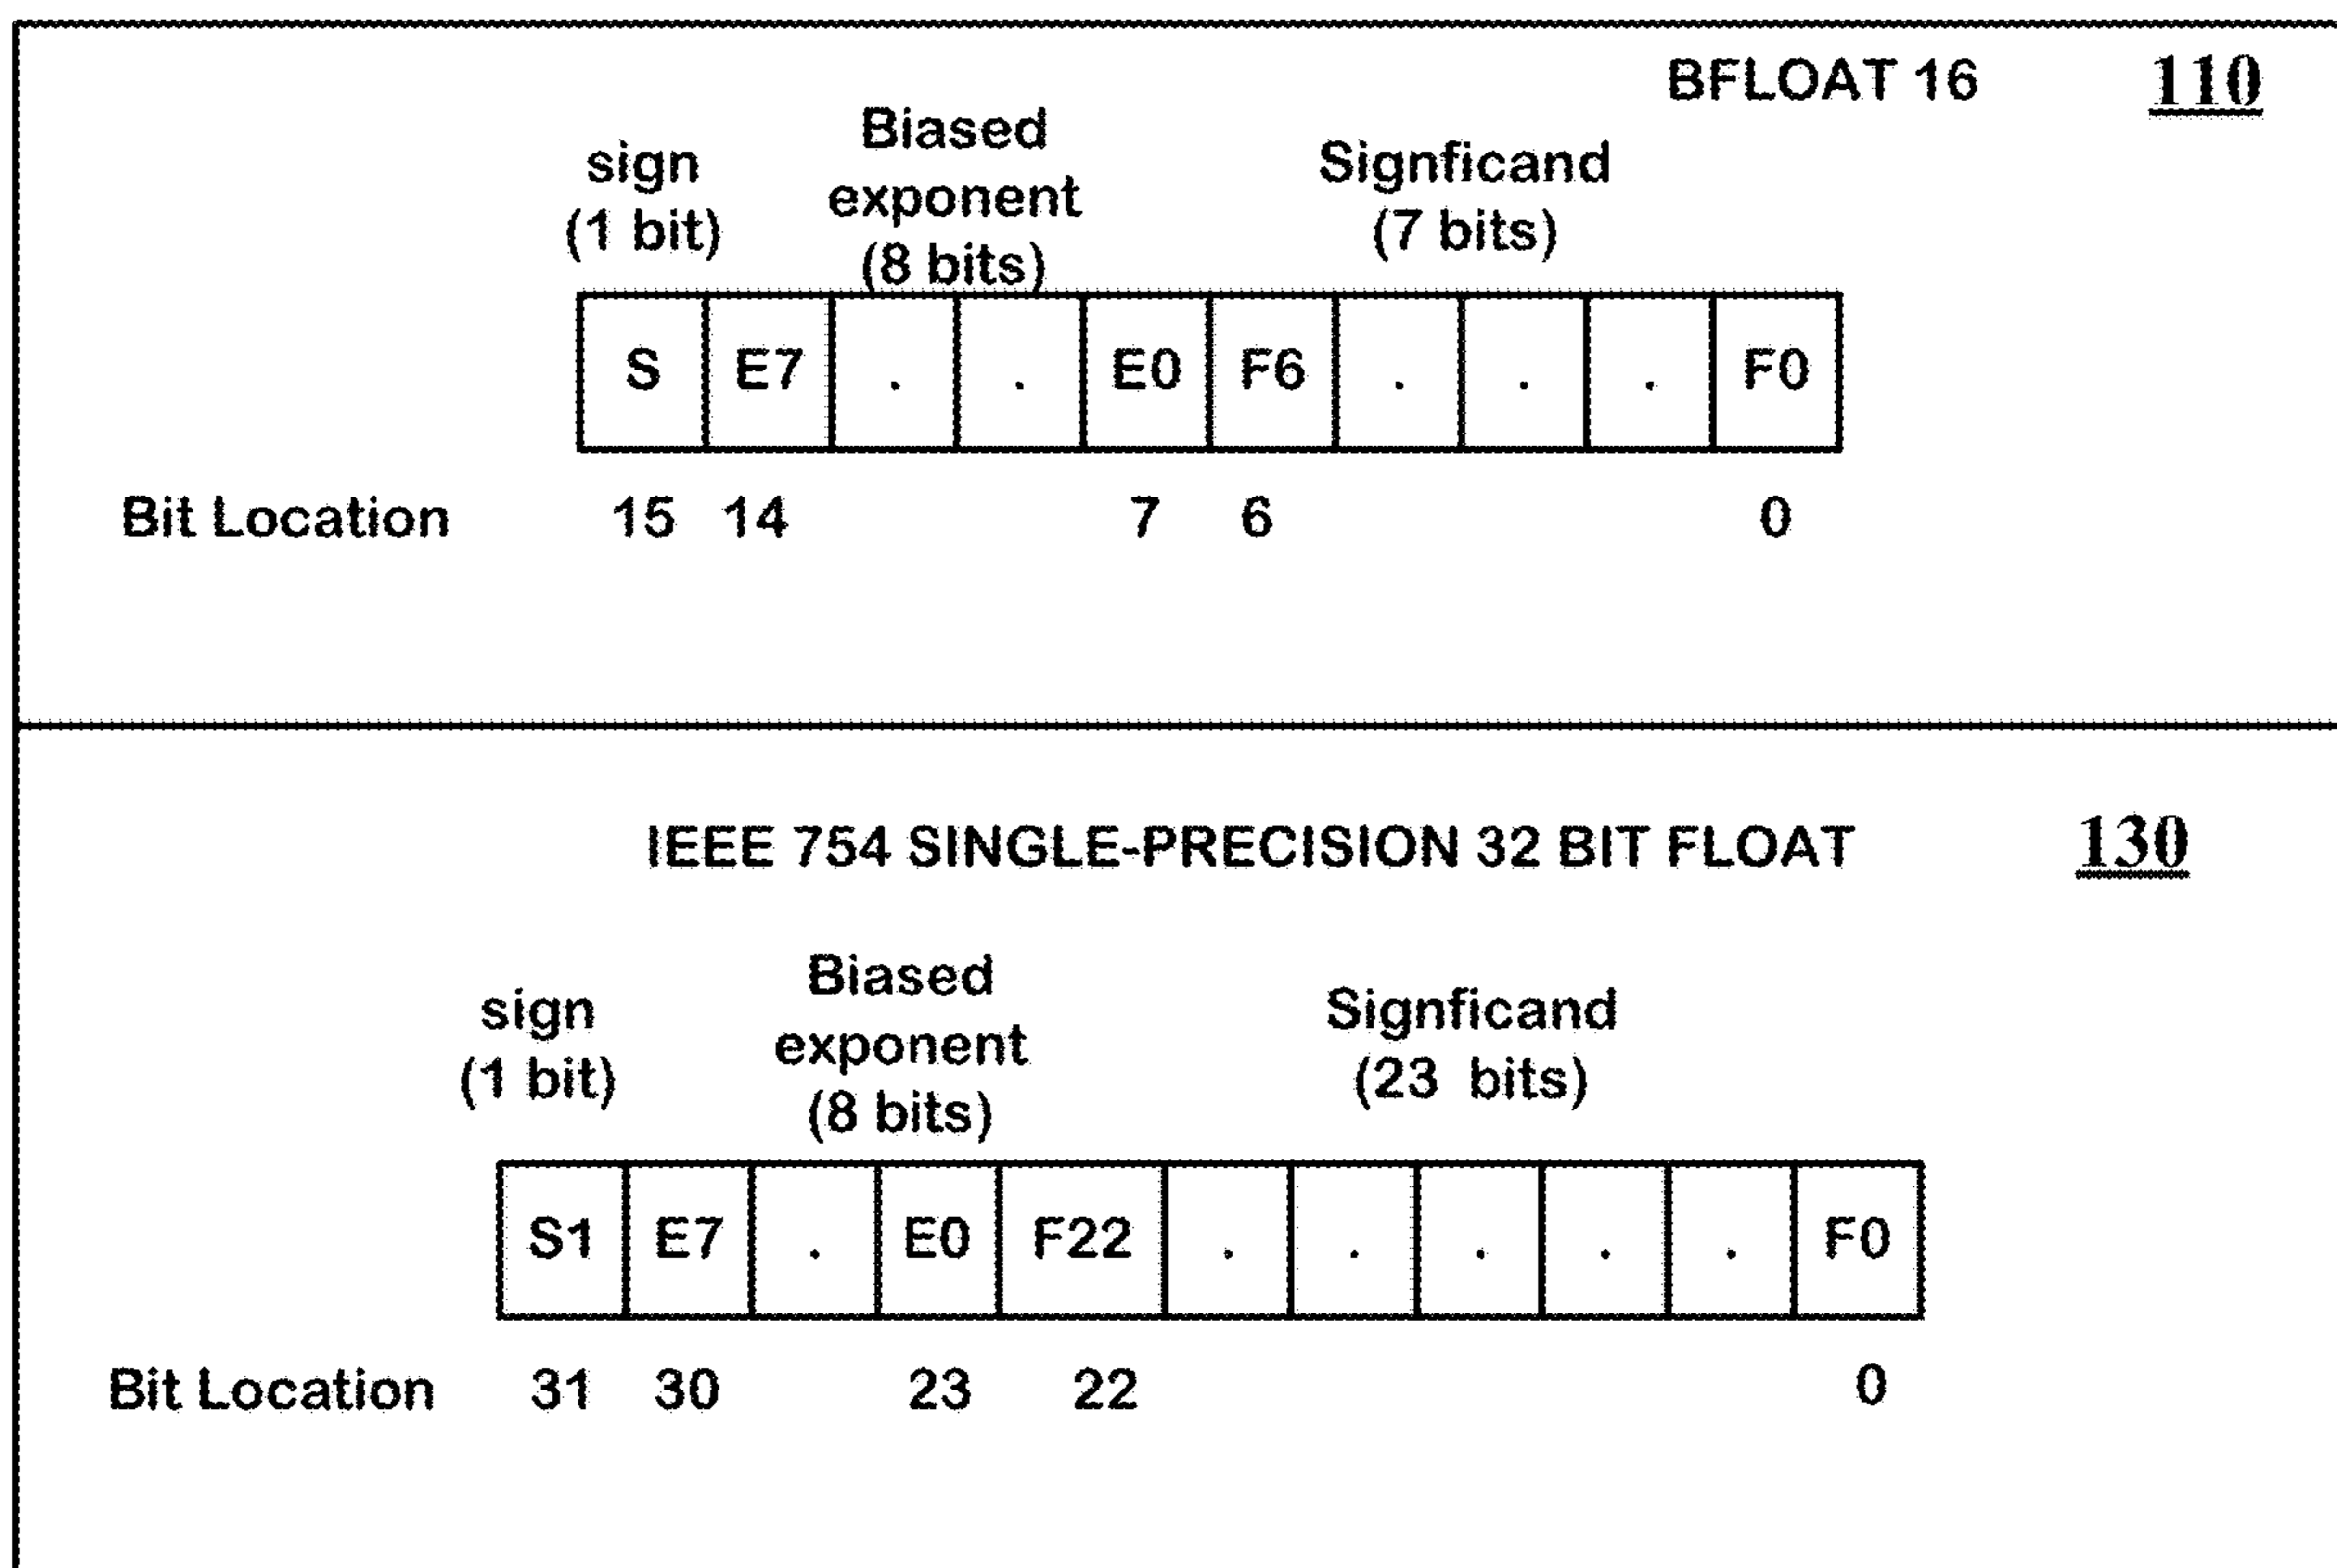 BFLOAT 16 110
sign
(1 bit)
Biased
exponent
(8 bits)
Signficand
(7 bits)
S E7 . . E0 F6 . . . F0
Bit Location 15 14 7 6 0
IEEE 754 SINGLE-PRECISION 32 BIT FLOAT 130
sign
(1 bit)
Biased
exponent
(8 bits)
Signficand
(23 bits)
S1 E7 . E0 F22 . . . . . F0
Bit Location 31 30 23 22 0